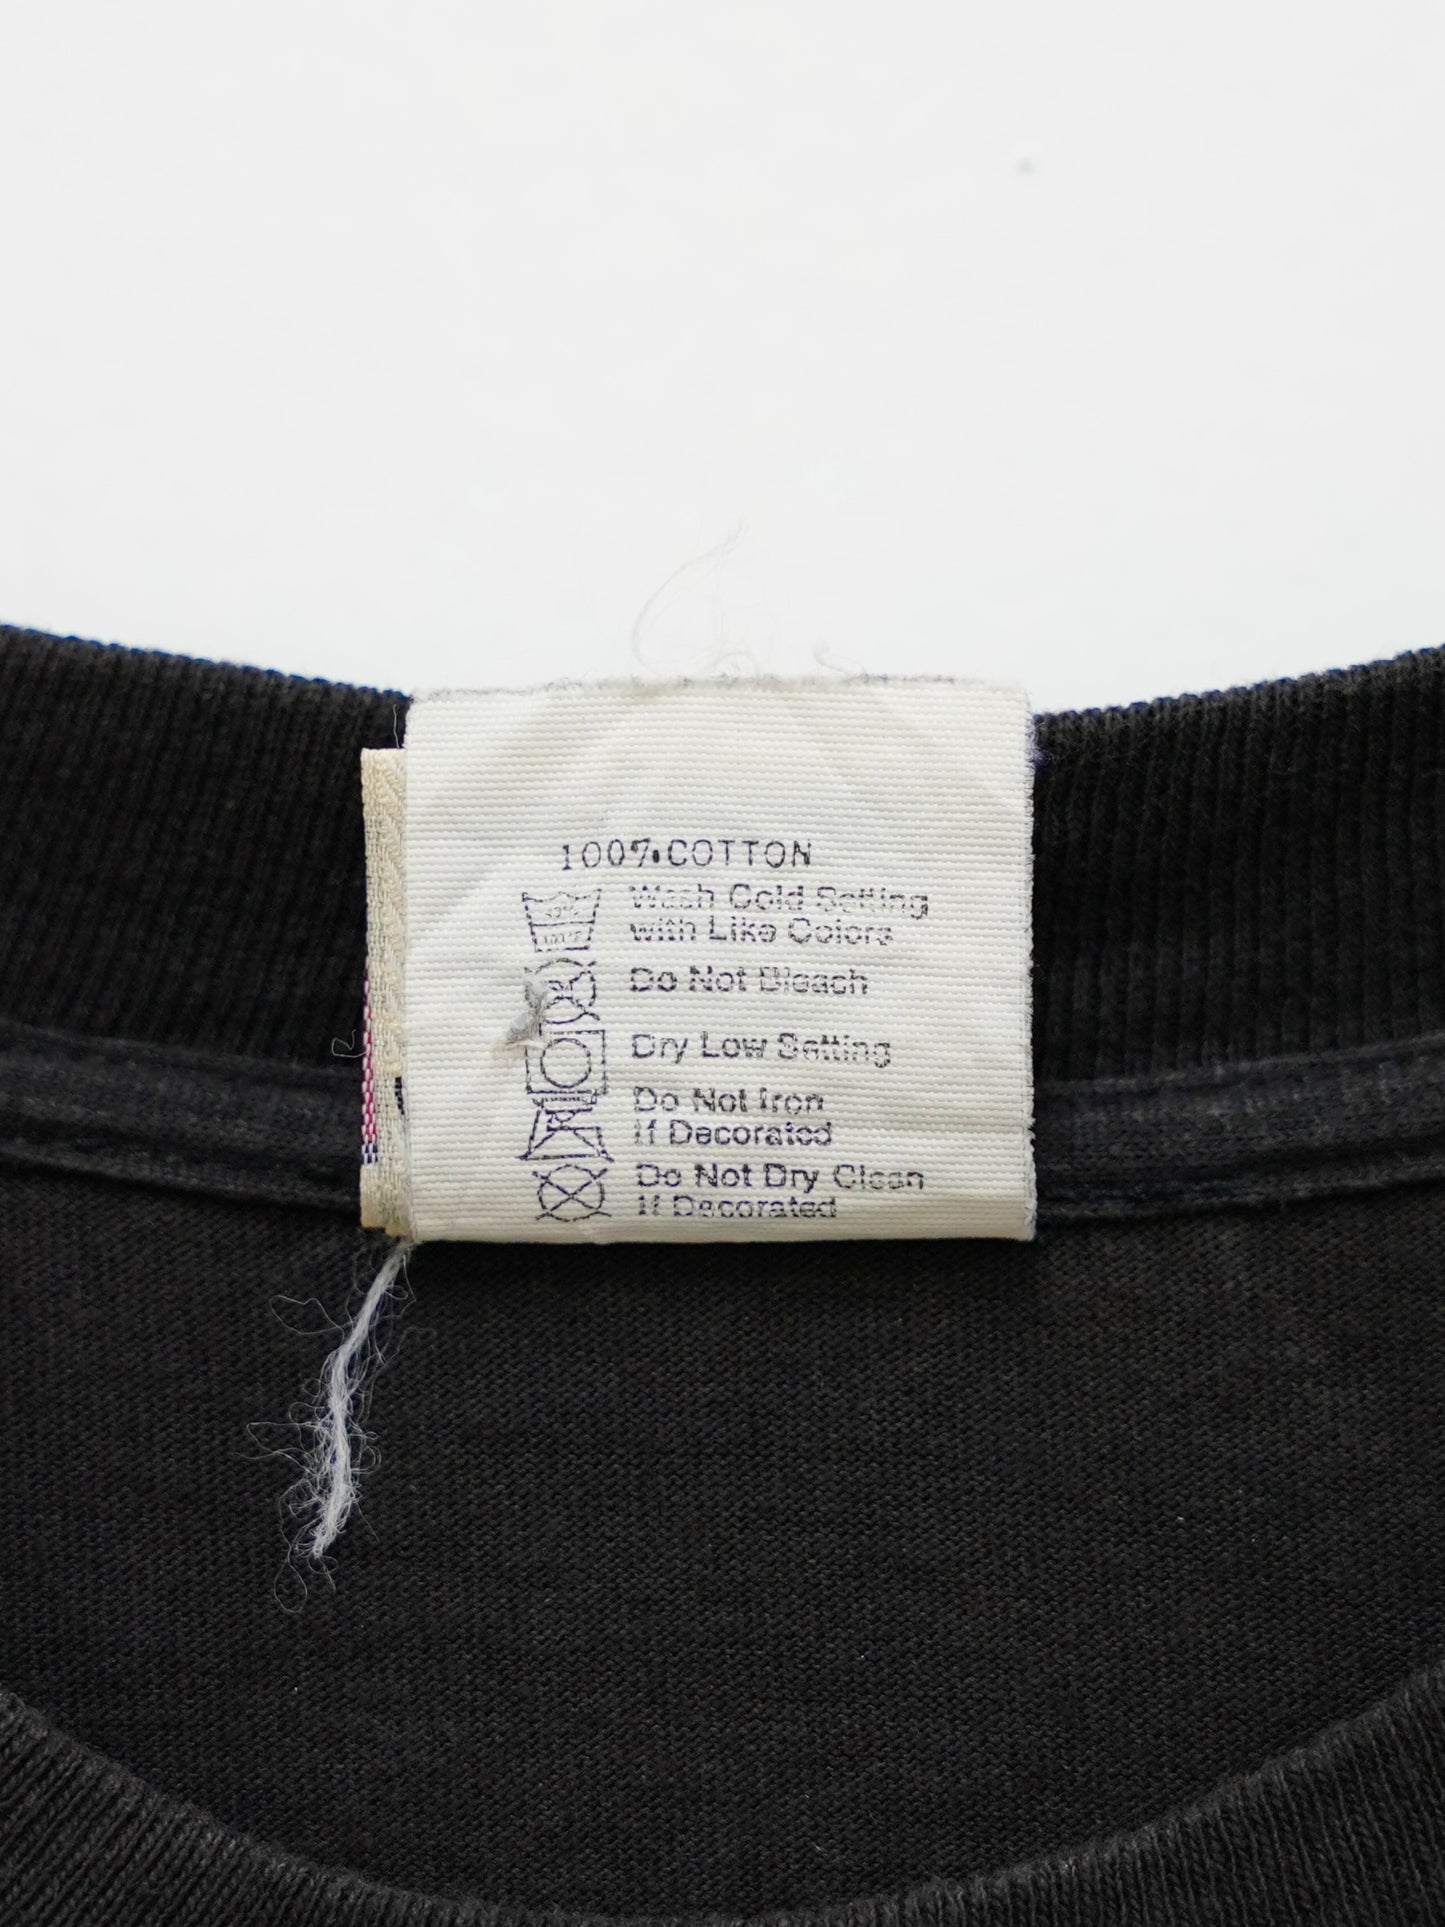 100% COTTON
Wash Cold Setting
with Like Colors
Do Not Bleach
Dry Low Setting
Do Not Iron
If Decorated
Do Not Dry Clean
If Decorated